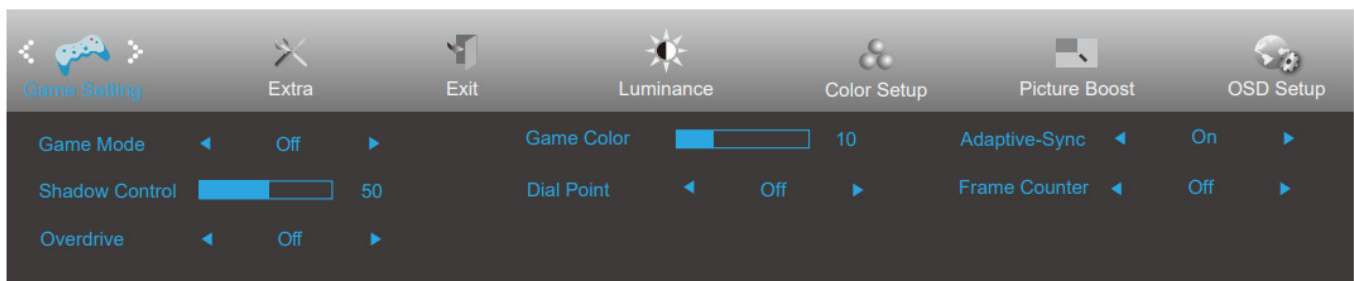 Game Setting Extra Exit Luminance Color Setup Picture Boost OSD Setup
Game Mode Off Game Color 10 Adaptive-Sync On
Shadow Control 50 Dial Point Off Frame Counter Off
Overdrive Off